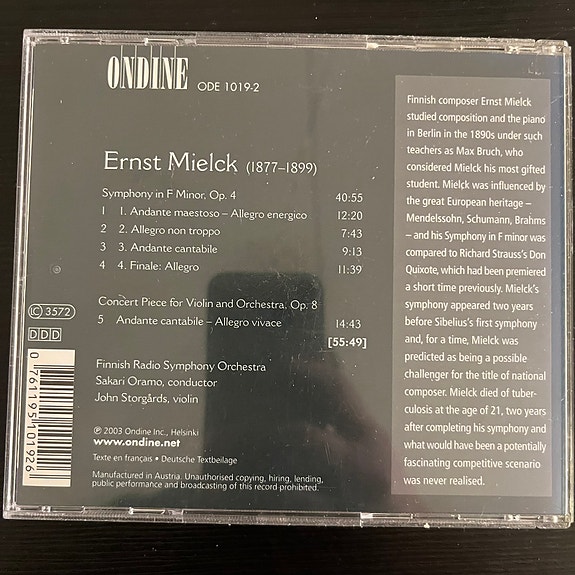 ONDINE ODE 1019-2
Ernst Mielck (1877–1899)
Symphony in F Minor, Op. 4 40:55
1 1. Andante maestoso – Allegro energico 12:20
2 2. Allegro non troppo 7:43
3 3. Andante cantabile 9:13
4 4. Finale: Allegro 11:39
Concert Piece for Violin and Orchestra, Op. 8
5 Andante cantabile – Allegro vivace 14:43
[55:49]
Finnish Radio Symphony Orchestra
Sakari Oramo, conductor
John Storgårds, violin
℗ 2003 Ondine Inc., Helsinki
www.ondine.net
Texte en français • Deutsche Textbeilage
Manufactured in Austria. Unauthorised copying, hiring, lending,
public performance and broadcasting of this record prohibited.
LC 3572
DDD
0 761195 101926
Finnish composer Ernst Mielck
studied composition and the piano
in Berlin in the 1890s under such
teachers as Max Bruch, who
considered Mielck his most gifted
student. Mielck was influenced by
the great European heritage –
Mendelssohn, Schumann, Brahms
– and his Symphony in F minor was
compared to Richard Strauss's Don
Quixote, which had been premiered
a short time previously. Mielck's
symphony appeared two years
before Sibelius's first symphony
and, for a time, Mielck was
predicted as being a possible
challenger for the title of national
composer. Mielck died of tuber-
culosis at the age of 21, two years
after completing his symphony and
what would have been a potentially
fascinating competitive scenario
was never realised.